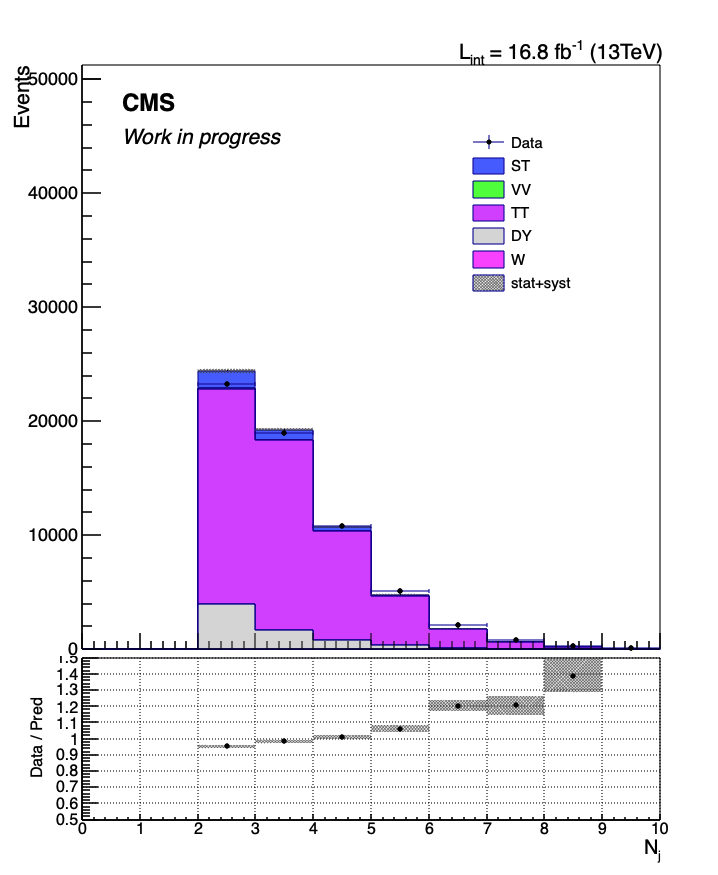 L_int = 16.8 fb^-1 (13TeV)
Events
50000
CMS
Work in progress
Data
ST
VV
TT
DY
W
stat+syst
40000
30000
20000
10000
0
Data / Pred
1.5
1.4
1.3
1.2
1.1
1
0.9
0.8
0.7
0.6
0.5
0 1 2 3 4 5 6 7 8 9 10
N_j